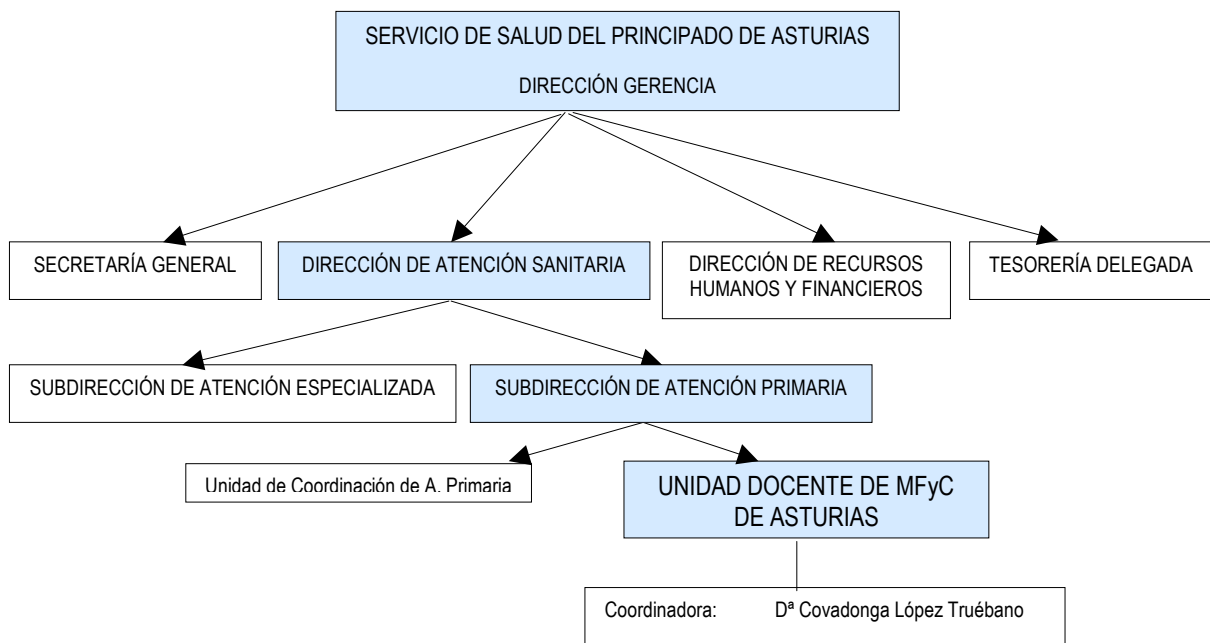 SERVICIO DE SALUD DEL PRINCIPADO DE ASTURIAS
DIRECCIÓN GERENCIA
SECRETARÍA GENERAL
DIRECCIÓN DE ATENCIÓN SANITARIA
DIRECCIÓN DE RECURSOS
HUMANOS Y FINANCIEROS
TESORERÍA DELEGADA
SUBDIRECCIÓN DE ATENCIÓN ESPECIALIZADA
SUBDIRECCIÓN DE ATENCIÓN PRIMARIA
Unidad de Coordinación de A. Primaria
UNIDAD DOCENTE DE MFyC
DE ASTURIAS
Coordinadora: Dª Covadonga López Truébano